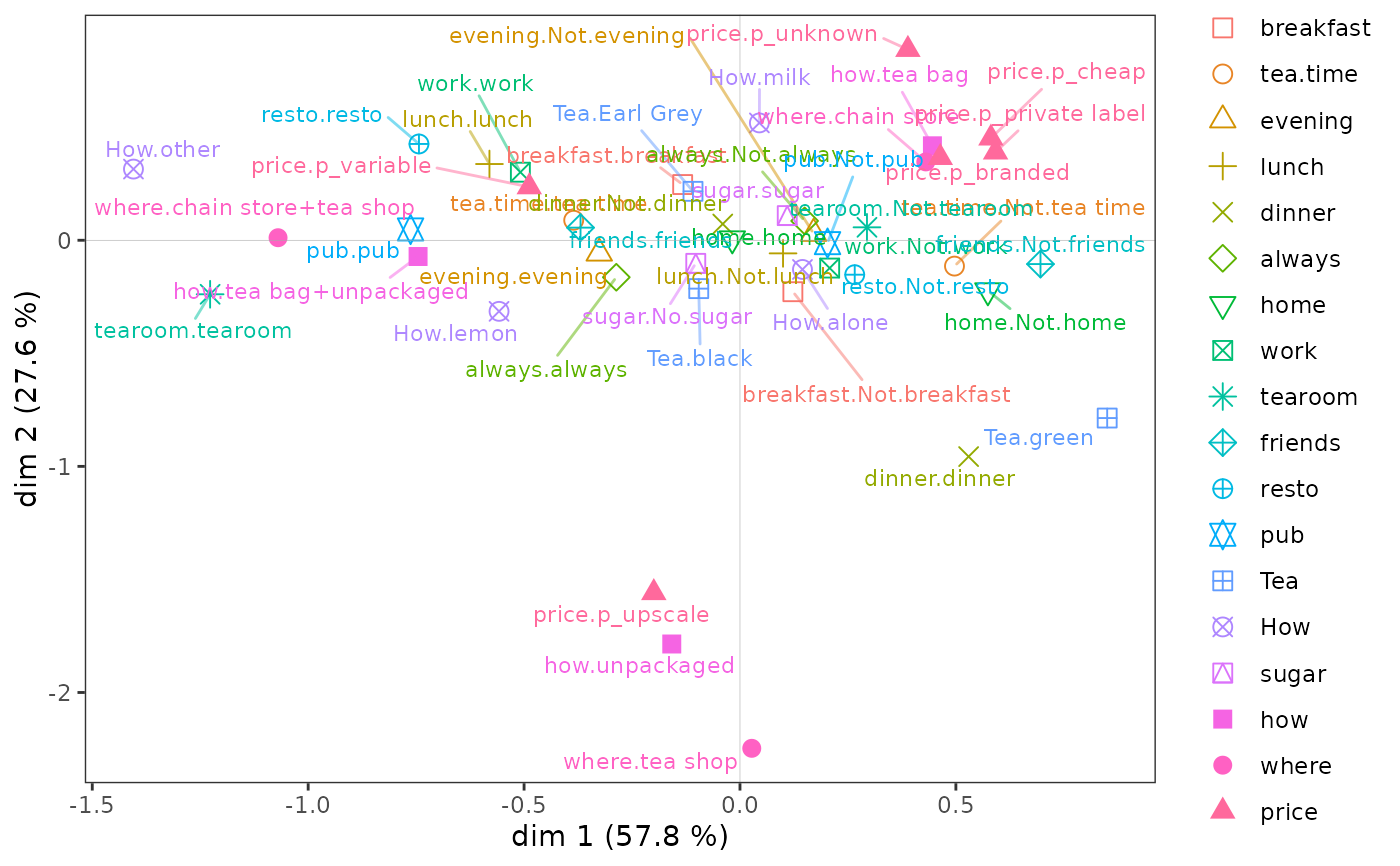 evening.Not.evening
price.p_unknown
How.milk
how.tea bag
price.p_cheap
work.work
resto.resto
lunch.lunch
Tea.Earl Grey
where.chain store
price.p_private label
How.other
price.p_variable
breakfast.breakfast
always.Not.always
pub.Not.pub
price.p_branded
sugar.sugar
where.chain store+tea shop
tea.time.tea time
dinner.Not.dinner
tearoom.Not.tearoom
tea.time.Not.tea time
pub.pub
friends.friends
home.home
work.Not.work
friends.Not.friends
how.tea bag+unpackaged
evening.evening
lunch.Not.lunch
resto.Not.resto
tearoom.tearoom
How.lemon
sugar.No.sugar
How.alone
home.Not.home
always.always
Tea.black
breakfast.Not.breakfast
Tea.green
dinner.dinner
price.p_upscale
how.unpackaged
where.tea shop
0
-1
-2
dim 2 (27.6 %)
-1.5 -1.0 -0.5 0.0 0.5
dim 1 (57.8 %)
breakfast
tea.time
evening
lunch
dinner
always
home
work
tearoom
friends
resto
pub
Tea
How
sugar
how
where
price